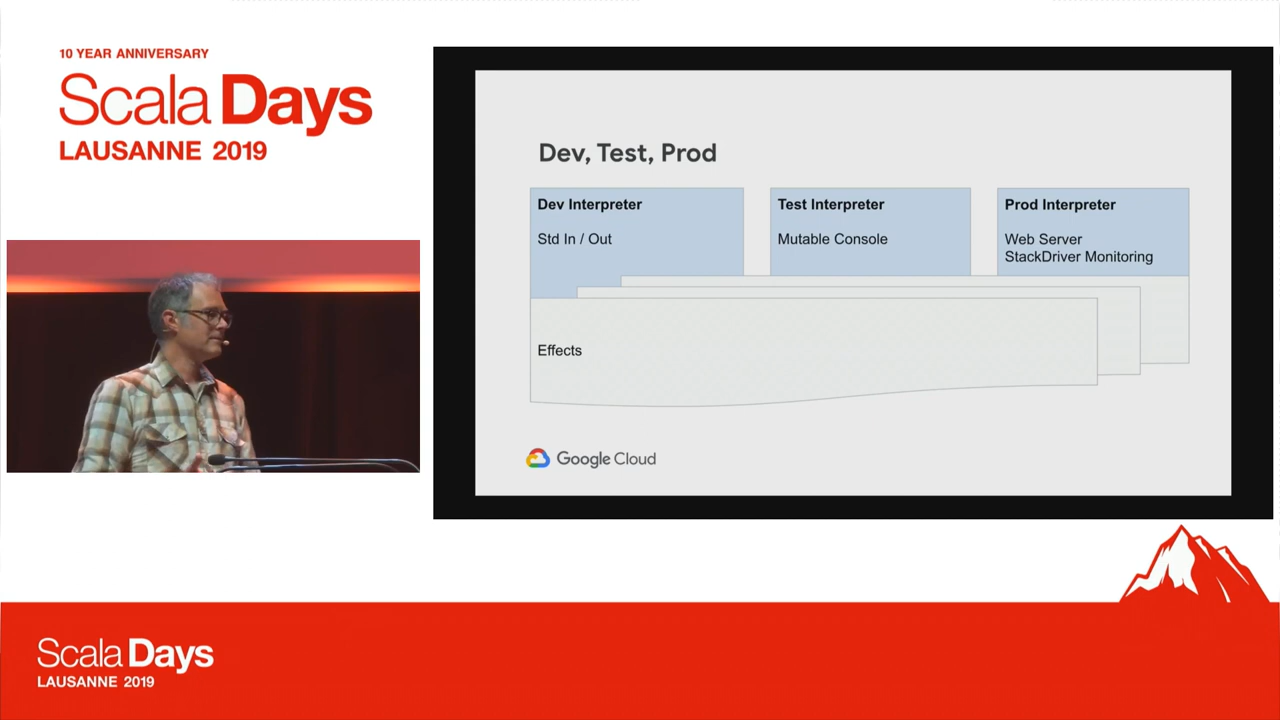 10 YEAR ANNIVERSARY
Scala Days
LAUSANNE 2019
Dev, Test, Prod
Dev Interpreter
Std In / Out
Test Interpreter
Mutable Console
Prod Interpreter
Web Server
StackDriver Monitoring
Effects
Google Cloud
Scala Days
LAUSANNE 2019